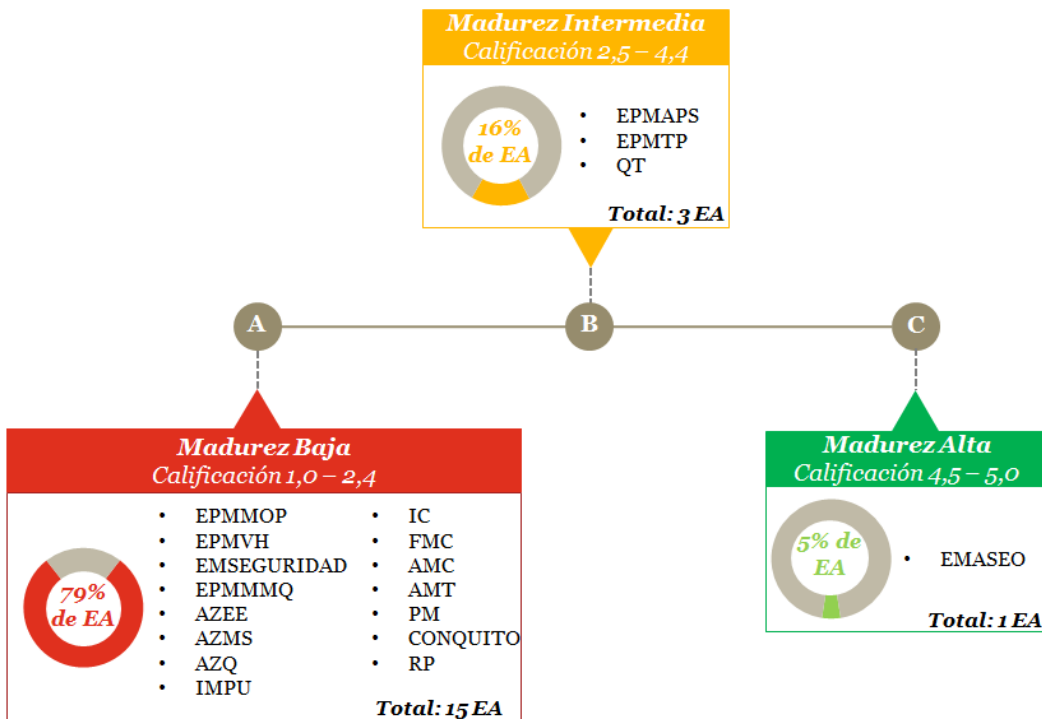 Madurez Intermedia
Calificación 2,5 – 4,4
16%
de EA
• EPMAPS
• EPMTP
• QT
Total: 3 EA
A
B
C
Madurez Baja
Calificación 1,0 – 2,4
79%
de EA
• EPMMOP
• EPMVH
• EMSEGURIDAD
• EPMMMQ
• AZEE
• AZMS
• AZQ
• IMPU
• IC
• FMC
• AMC
• AMT
• PM
• CONQUITO
• RP
Total: 15 EA
Madurez Alta
Calificación 4,5 – 5,0
5% de
EA
• EMASEO
Total: 1 EA